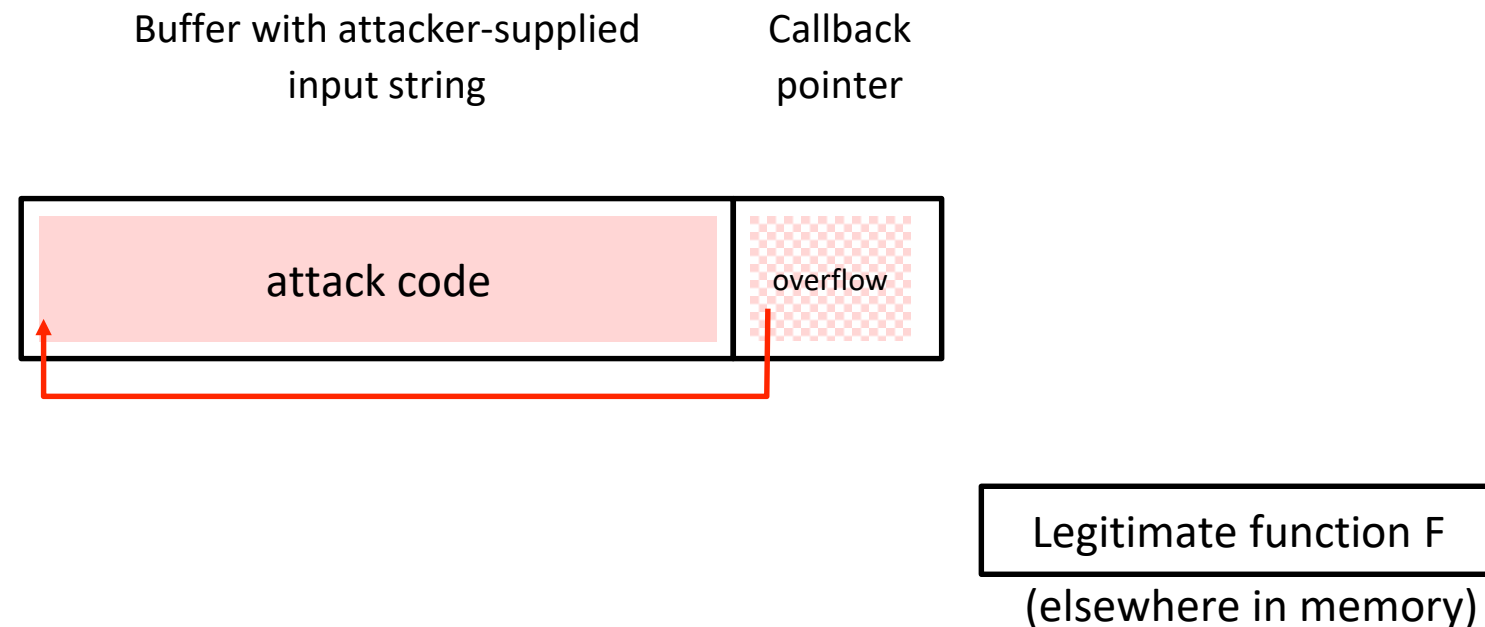 Buffer with attacker-supplied
input string
Callback
pointer
attack code
overflow
Legitimate function F
(elsewhere in memory)